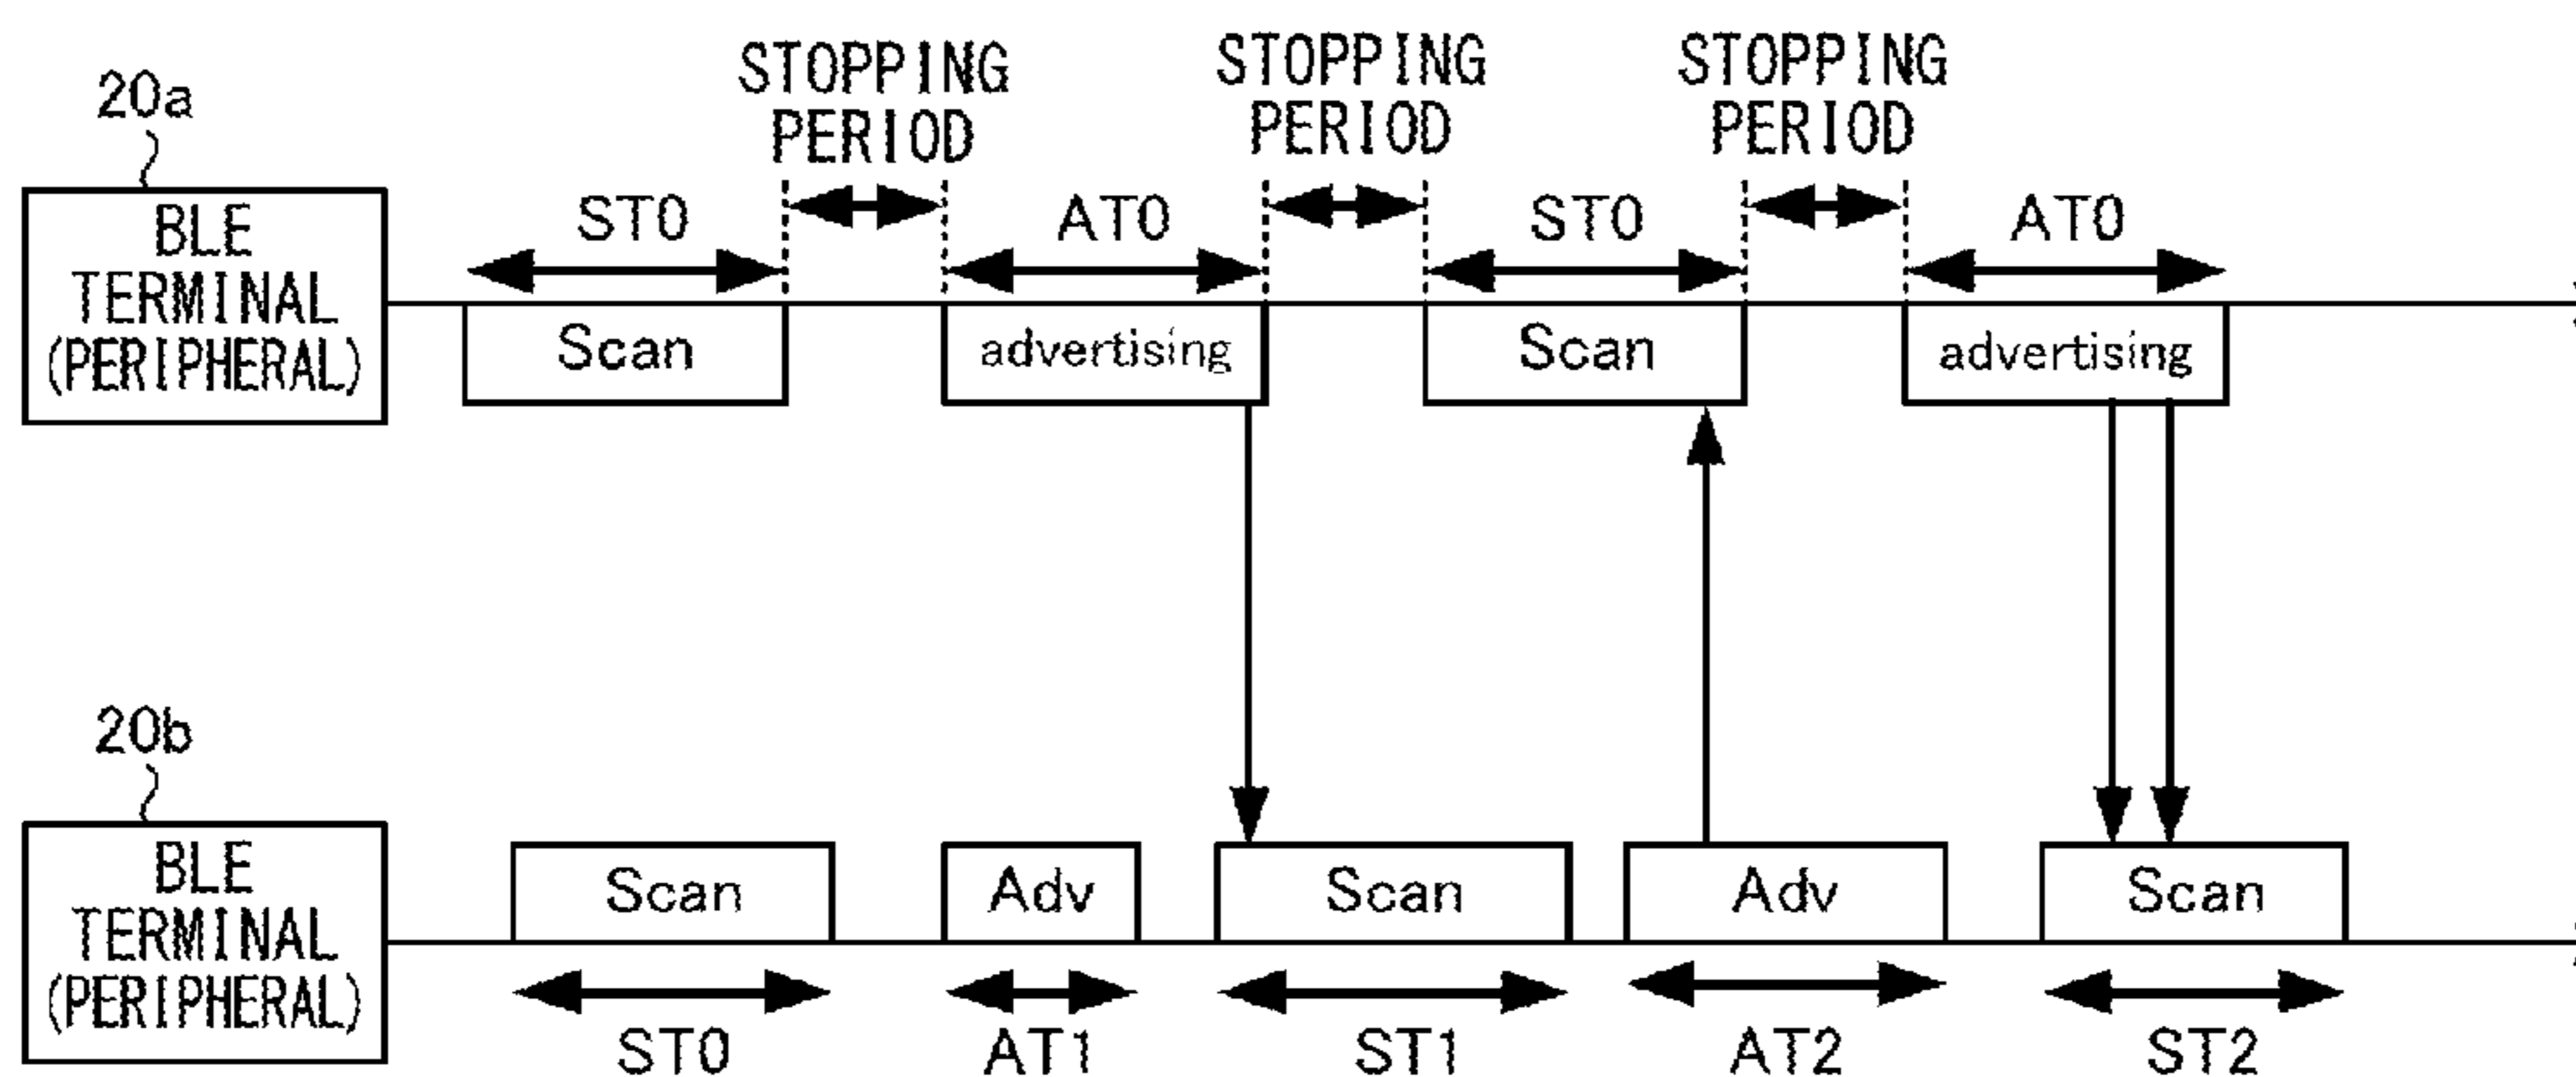 STOPPING
PERIOD
STOPPING
PERIOD
STOPPING
PERIOD
20a
BLE
TERMINAL
(PERIPHERAL)
ST0
AT0
ST0
AT0
Scan
advertising
Scan
advertising
20b
BLE
TERMINAL
(PERIPHERAL)
Scan
Adv
Scan
Adv
Scan
ST0
AT1
ST1
AT2
ST2